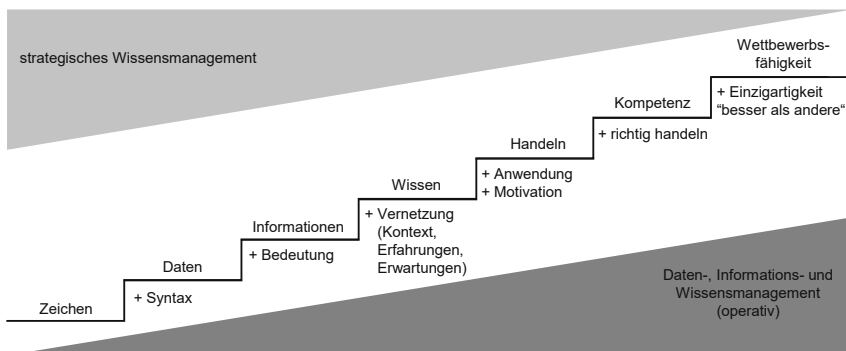 strategisches Wissensmanagement
Wettbewerbs-
fähigkeit
+ Einzigartigkeit
“besser als andere“
Kompetenz
+ richtig handeln
Handeln
+ Anwendung
+ Motivation
Wissen
+ Vernetzung
(Kontext,
Erfahrungen,
Erwartungen)
Informationen
+ Bedeutung
Daten
+ Syntax
Zeichen
Daten-, Informations- und
Wissensmanagement
(operativ)